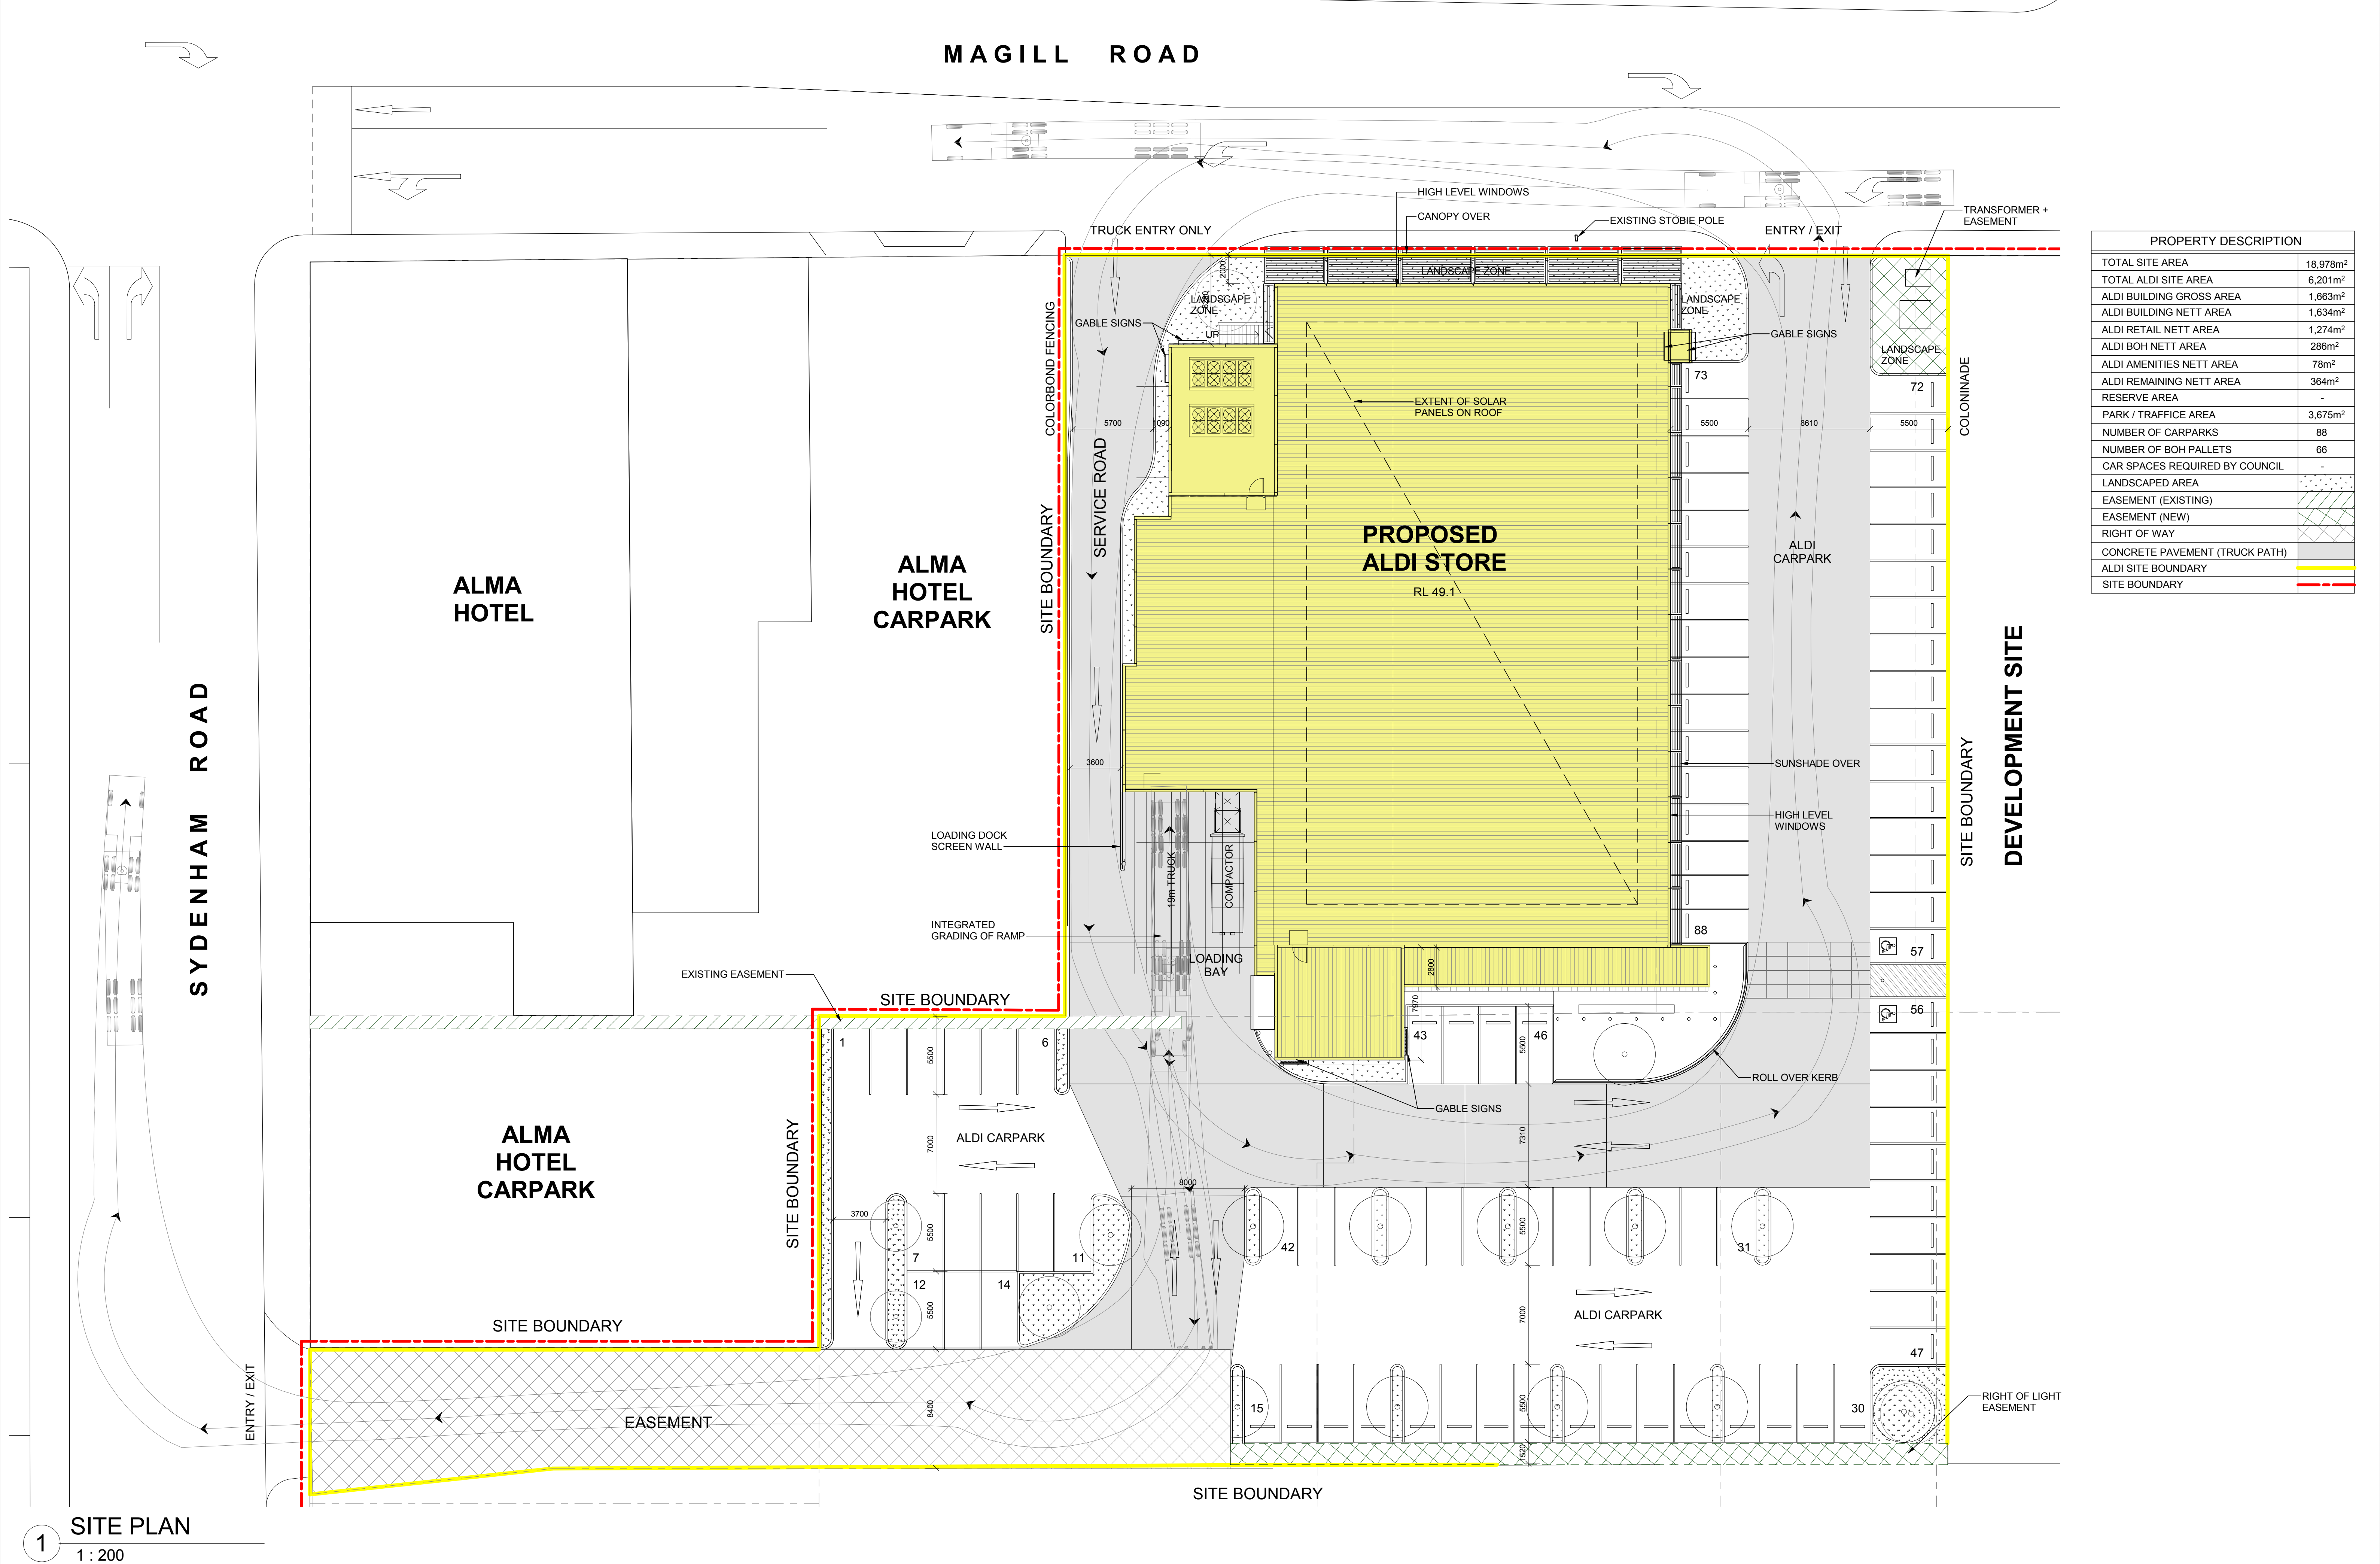 MAGILL ROAD
HIGH LEVEL WINDOWS
CANOPY OVER
EXISTING STOBIE POLE
TRANSFORMER +
EASEMENT
TRUCK ENTRY ONLY
ENTRY / EXIT
LANDSCAPE ZONE
2000
LANDSCAPE
ZONE
LANDSCAPE
ZONE
GABLE SIGNS
UP
GABLE SIGNS
LANDSCAPE
ZONE
COLORBOND FENCING
COLONINADE
73
72
EXTENT OF SOLAR
PANELS ON ROOF
5700
1090
5500
8610
5500
SERVICE ROAD
SITE BOUNDARY
PROPOSED
ALDI STORE
RL 49.1
ALDI
CARPARK
ALMA
HOTEL
ALMA
HOTEL
CARPARK
SYDENHAM ROAD
DEVELOPMENT SITE
SITE BOUNDARY
3600
SUNSHADE OVER
HIGH LEVEL
WINDOWS
LOADING DOCK
SCREEN WALL
19m TRUCK
COMPACTOR
INTEGRATED
GRADING OF RAMP
LOADING
BAY
88
57
56
2800
7970
EXISTING EASEMENT
SITE BOUNDARY
1
6
43
46
5500
5500
ROLL OVER KERB
GABLE SIGNS
ALMA
HOTEL
CARPARK
SITE BOUNDARY
7000
ALDI CARPARK
7310
8000
3700
5500
5500
7
11
42
31
12
14
5500
7000
ALDI CARPARK
SITE BOUNDARY
47
ENTRY / EXIT
EASEMENT
8400
15
5500
30
RIGHT OF LIGHT
EASEMENT
1520
SITE BOUNDARY
1
SITE PLAN
1 : 200
PROPERTY DESCRIPTION
TOTAL SITE AREA 18,978m²
TOTAL ALDI SITE AREA 6,201m²
ALDI BUILDING GROSS AREA 1,663m²
ALDI BUILDING NETT AREA 1,634m²
ALDI RETAIL NETT AREA 1,274m²
ALDI BOH NETT AREA 286m²
ALDI AMENITIES NETT AREA 78m²
ALDI REMAINING NETT AREA 364m²
RESERVE AREA -
PARK / TRAFFICE AREA 3,675m²
NUMBER OF CARPARKS 88
NUMBER OF BOH PALLETS 66
CAR SPACES REQUIRED BY COUNCIL -
LANDSCAPED AREA
EASEMENT (EXISTING)
EASEMENT (NEW)
RIGHT OF WAY
CONCRETE PAVEMENT (TRUCK PATH)
ALDI SITE BOUNDARY
SITE BOUNDARY